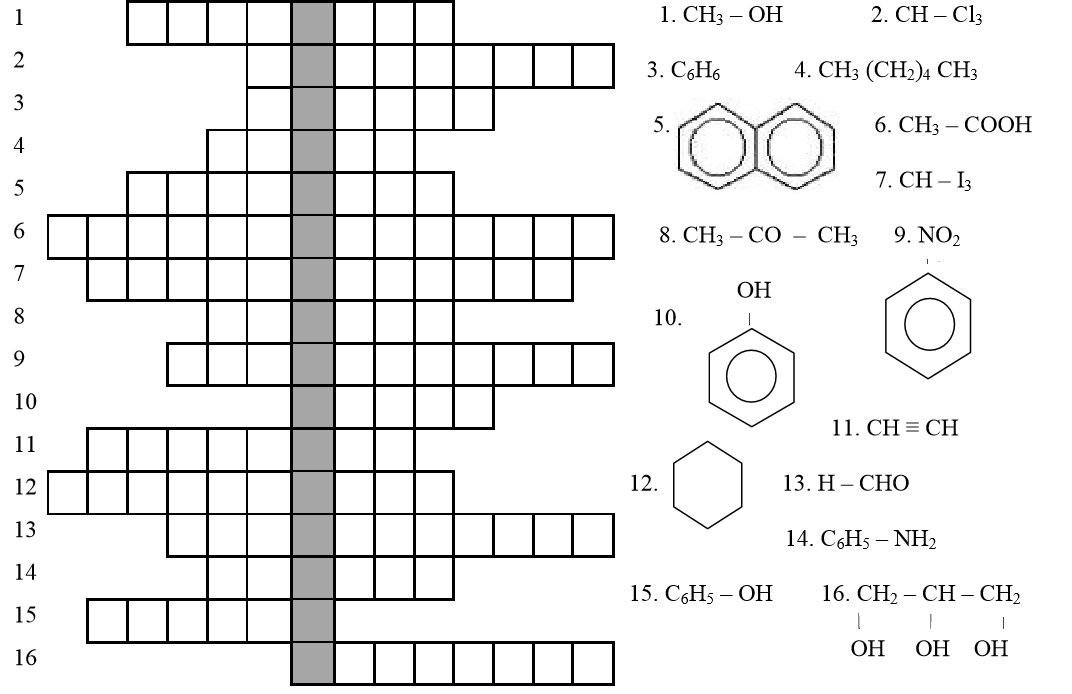 1
2
3
4
5
6
7
8
9
10
11
12
13
14
15
16
1. CH₃ – OH 2. CH – Cl₃
3. C₆H₆ 4. CH₃ (CH₂)₄ CH₃
5. 6. CH₃ – COOH
7. CH – I₃
8. CH₃ – CO – CH₃ 9. NO₂
OH
10.
11. CH ≡ CH
12. 13. H – CHO
14. C₆H₅ – NH₂
15. C₆H₅ – OH 16. CH₂ – CH – CH₂
OH OH OH